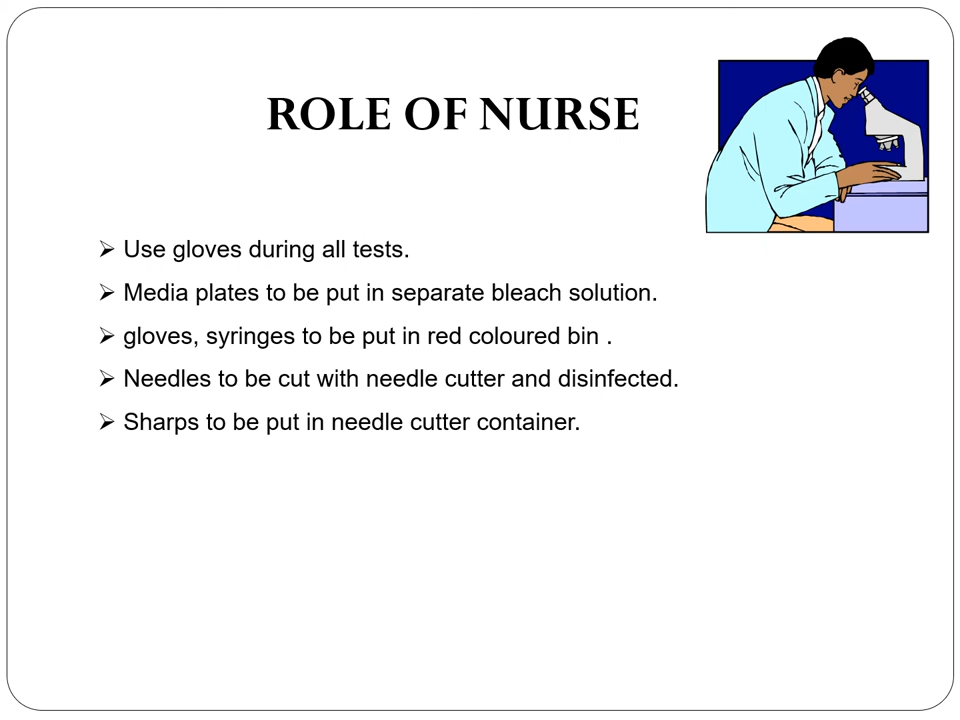 ROLE OF NURSE
➢ Use gloves during all tests.
➢ Media plates to be put in separate bleach solution.
➢ gloves, syringes to be put in red coloured bin .
➢ Needles to be cut with needle cutter and disinfected.
➢ Sharps to be put in needle cutter container.